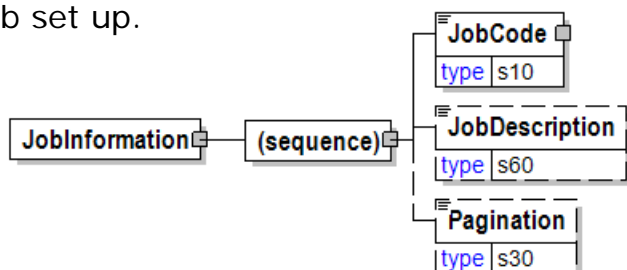 b set up.
JobCode
type s10
JobInformation
(sequence)
JobDescription
type s60
Pagination
type s30